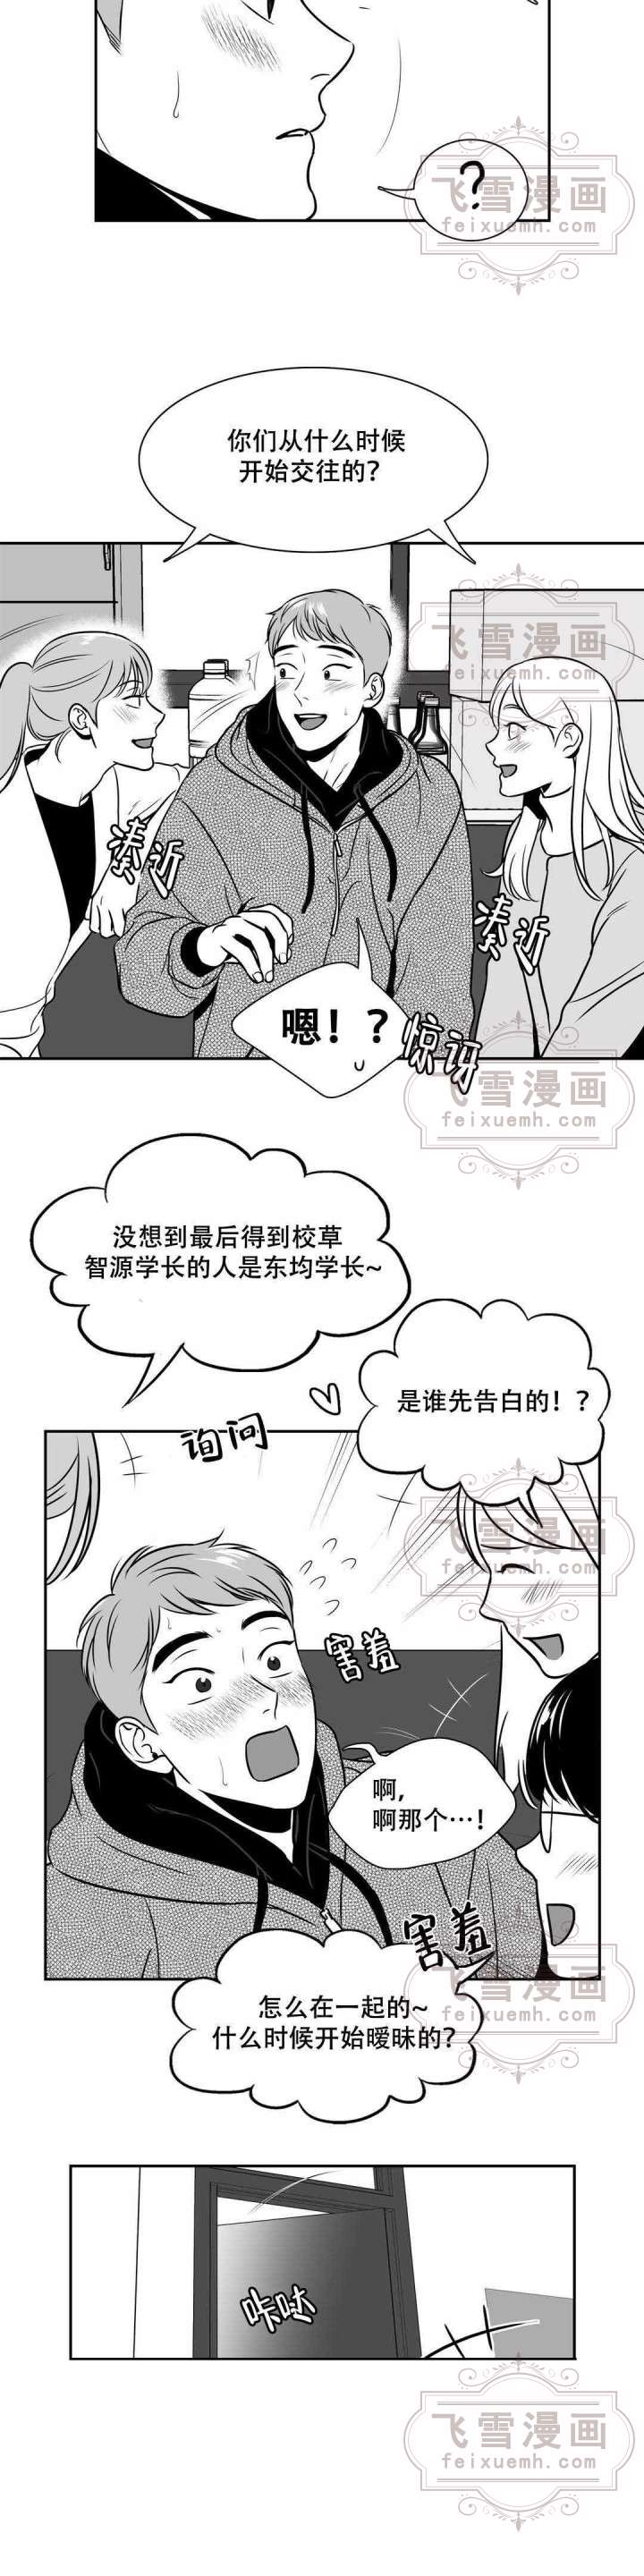 ?
飞雪漫画
feixuemh.com
你们从什么时候
开始交往的？
飞雪漫画
feixuemh.com
凑近
凑近
嗯！？
惊讶
飞雪漫画
feixuemh.com
没想到最后得到校草
智源学长的人是东均学长~
是谁先告白的！？
询问
飞雪漫画
feixuemh.com
害羞
啊，
啊那个…！
害羞
飞雪漫画
feixuemh.com
怎么在一起的~
什么时候开始暧昧的？
咔哒
飞雪漫画
feixuemh.com